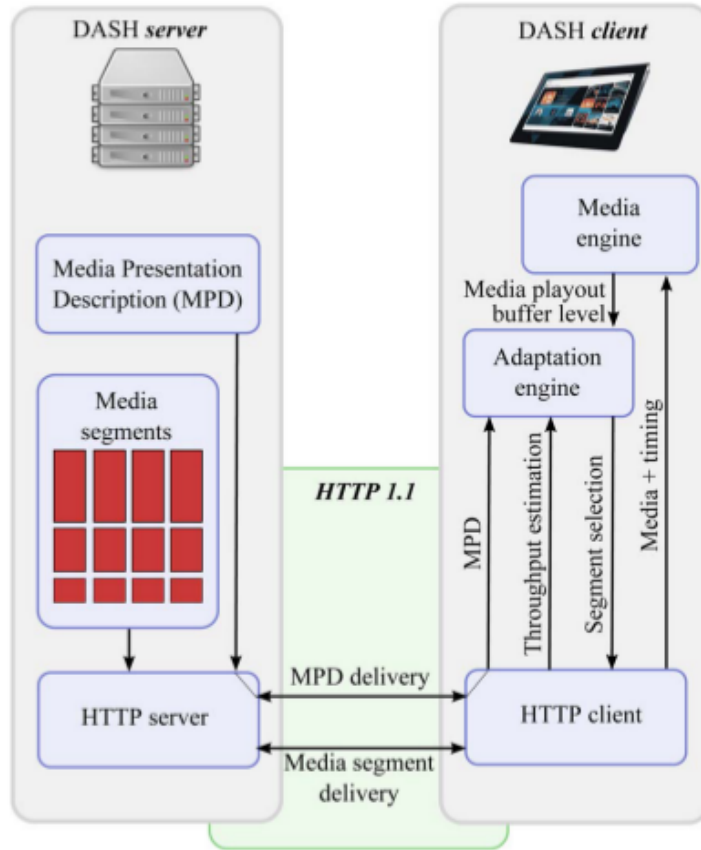 DASH server
Media Presentation
Description (MPD)
Media
segments
HTTP server
HTTP 1.1
MPD delivery
Media segment
delivery
DASH client
Media
engine
Media playout
buffer level
Adaptation
engine
MPD
Throughput estimation
Segment selection
Media + timing
HTTP client